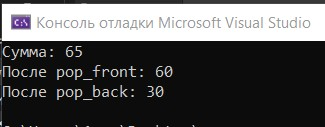 Консоль отладки Microsoft Visual Studio
Сумма: 65
После pop_front: 60
После pop_back: 30